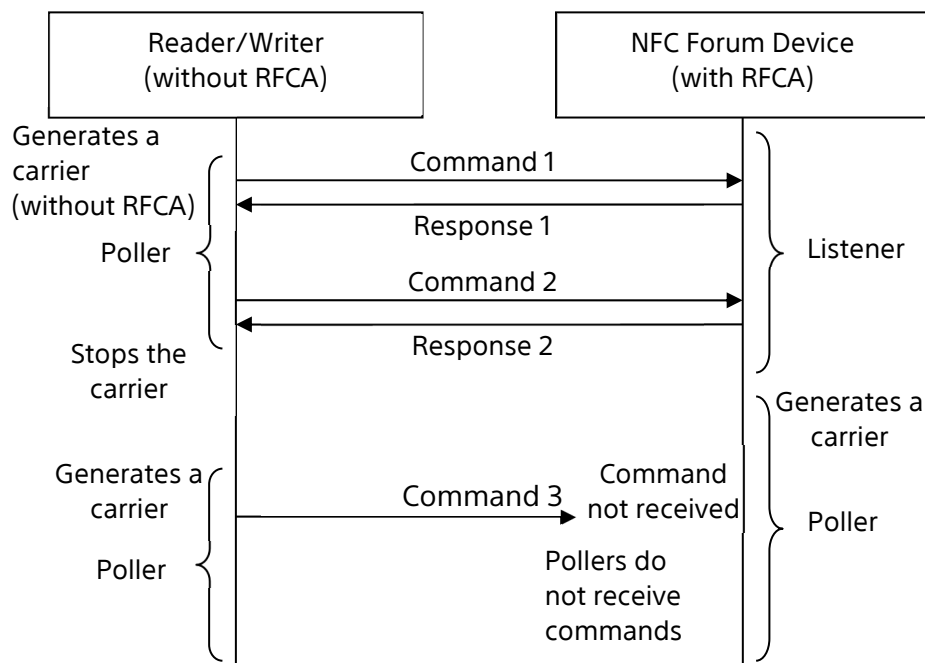 Reader/Writer
(without RFCA)
NFC Forum Device
(with RFCA)
Generates a
carrier
(without RFCA)
Poller
Command 1
Response 1
Command 2
Response 2
Listener
Stops the
carrier
Generates a
carrier
Generates a
carrier
Poller
Command 3
Command
not received
Poller
Pollers do
not receive
commands